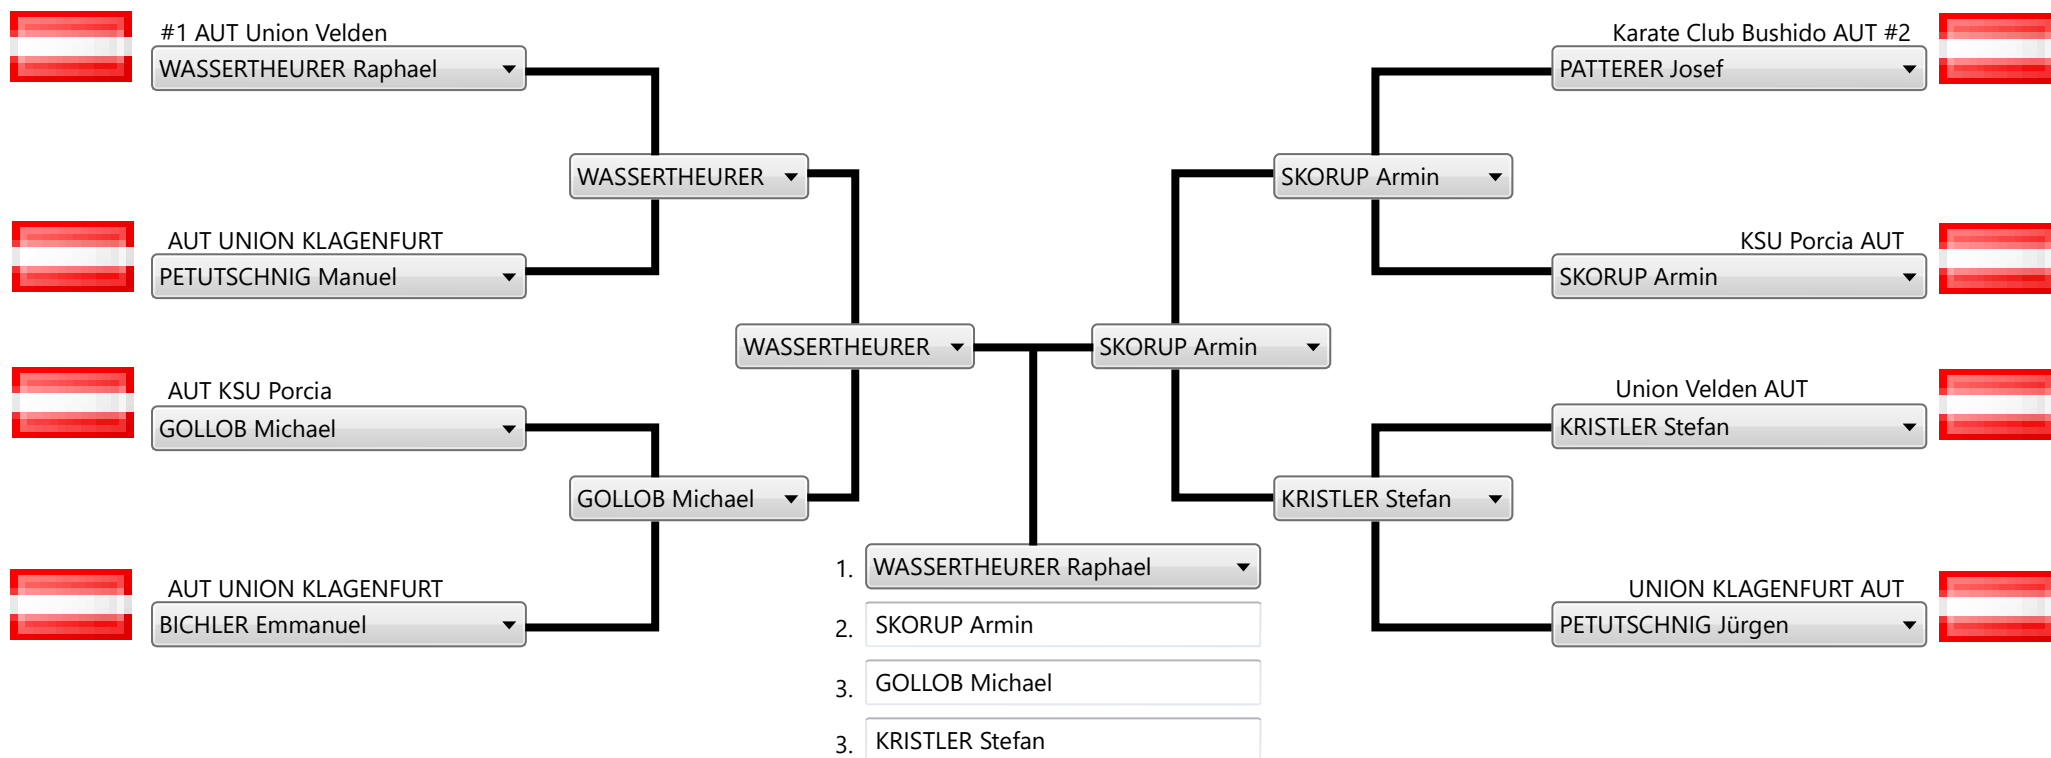 #1 AUT Union Velden
WASSERTHEURER Raphael
AUT UNION KLAGENFURT
PETUTSCHNIG Manuel
AUT KSU Porcia
GOLLOB Michael
AUT UNION KLAGENFURT
BICHLER Emmanuel
WASSERTHEURER
GOLLOB Michael
WASSERTHEURER
SKORUP Armin
SKORUP Armin
KRISTLER Stefan
Karate Club Bushido AUT #2
PATTERER Josef
KSU Porcia AUT
SKORUP Armin
Union Velden AUT
KRISTLER Stefan
UNION KLAGENFURT AUT
PETUTSCHNIG Jürgen
1. WASSERTHEURER Raphael
2. SKORUP Armin
3. GOLLOB Michael
3. KRISTLER Stefan